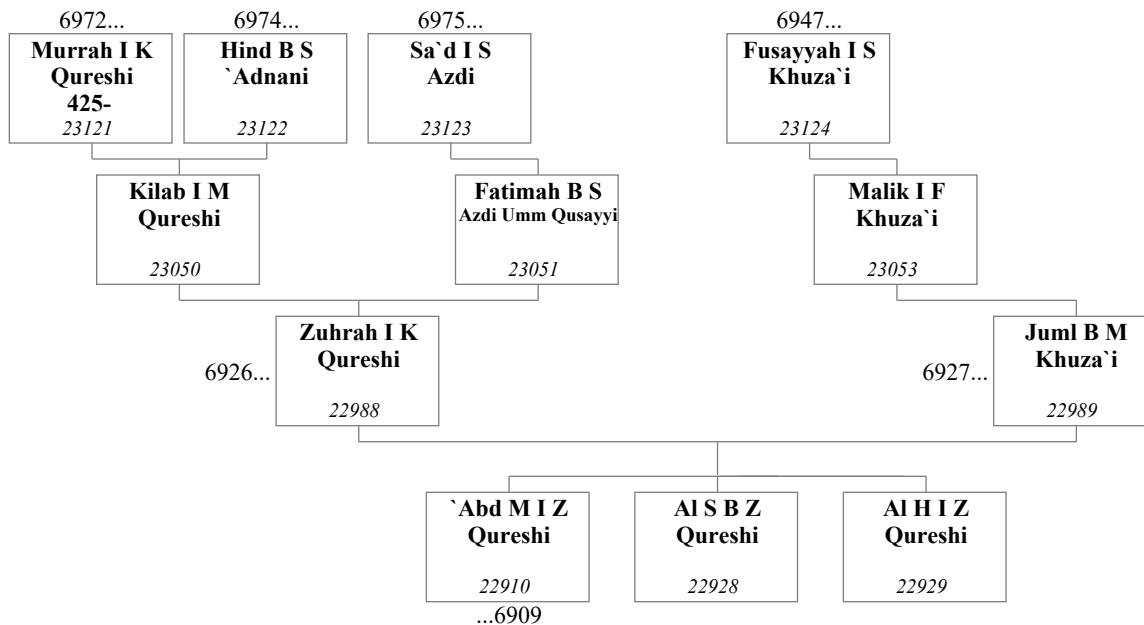 6972...
6974...
6975...
6947...
Murrah I K
Qureshi
425-
23121
Hind B S
`Adnani
23122
Sa`d I S
Azdi
23123
Fusayyah I S
Khuza`i
23124
Kilab I M
Qureshi
23050
Fatimah B S
Azdi Umm Qusayyi
23051
Malik I F
Khuza`i
23053
6926...
Zuhrah I K
Qureshi
22988
6927...
Juml B M
Khuza`i
22989
`Abd M I Z
Qureshi
22910
...6909
Al S B Z
Qureshi
22928
Al H I Z
Qureshi
22929